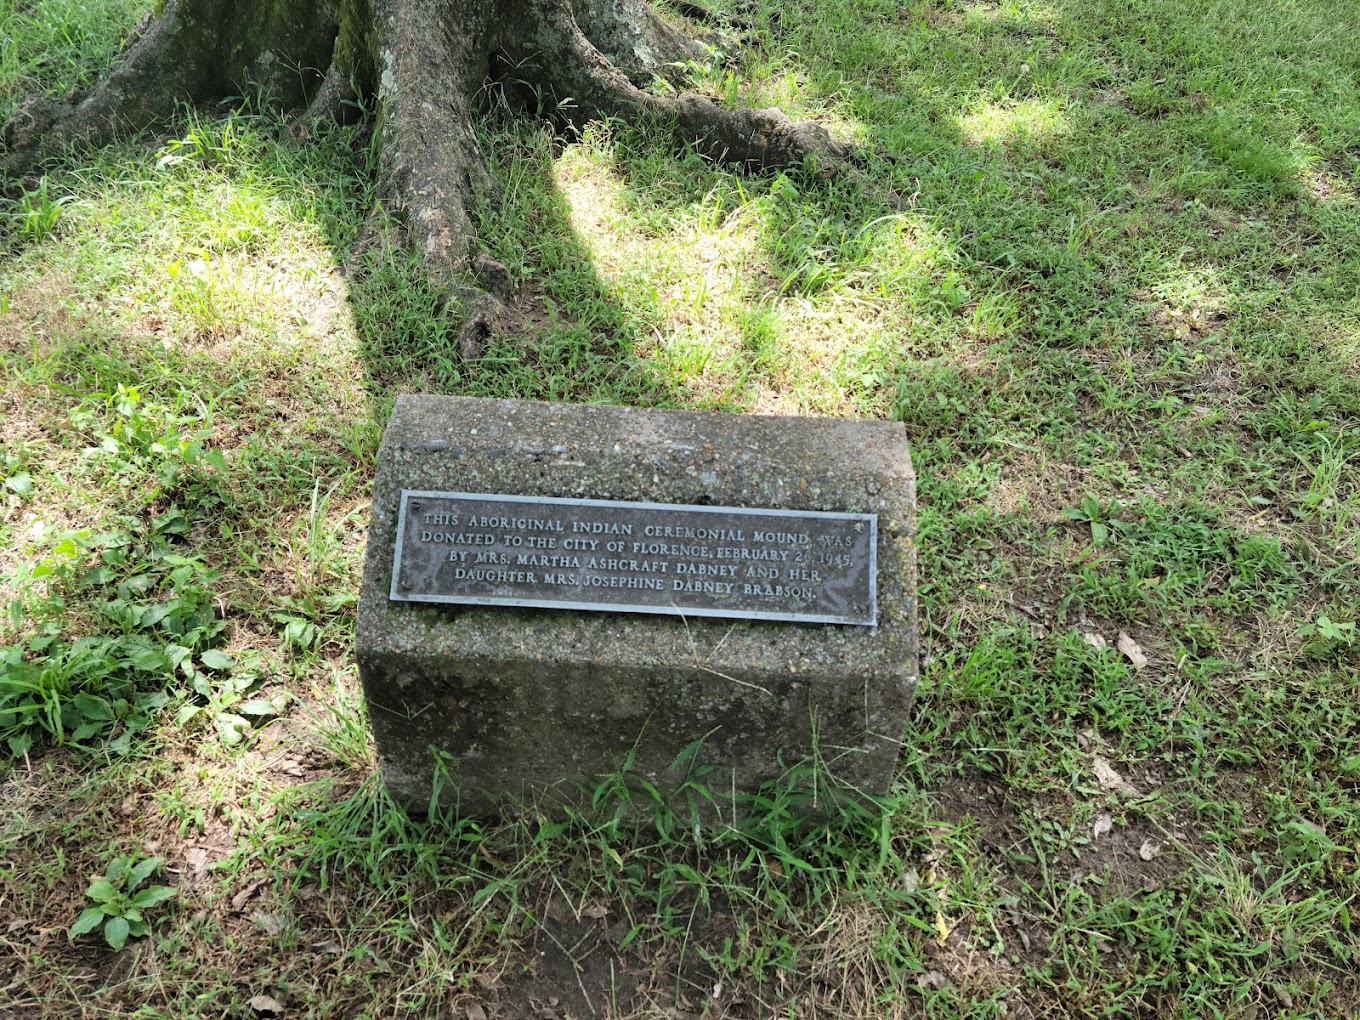 THIS ABORIGINAL INDIAN CEREMONIAL MOUND, WAS
DONATED TO THE CITY OF FLORENCE, FEBRUARY 1945,
BY MRS. MARTHA ASHCRAFT DABNEY AND HER
DAUGHTER MRS. JOSEPHINE DABNEY BRABSON.